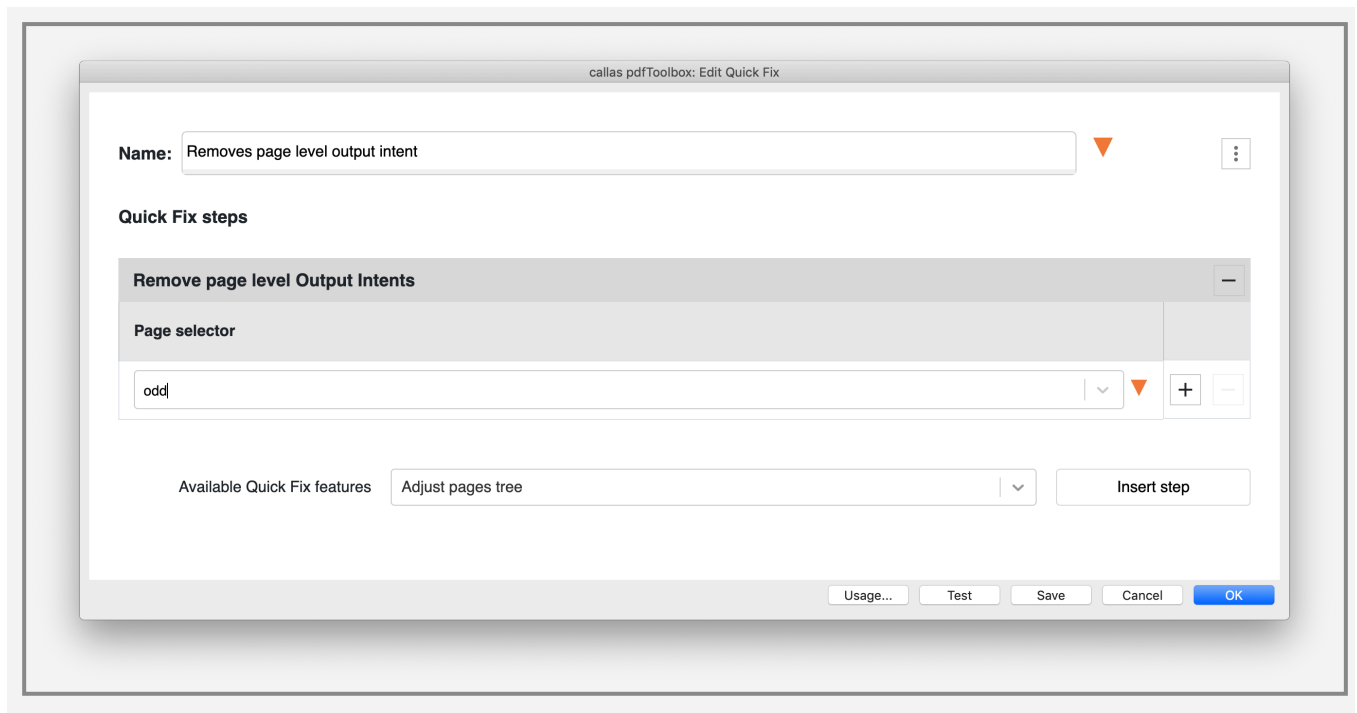 callas pdfToolbox: Edit Quick Fix
Name: Removes page level output intent
Quick Fix steps
Remove page level Output Intents
Page selector
odd
Available Quick Fix features Adjust pages tree Insert step
Usage... Test Save Cancel OK